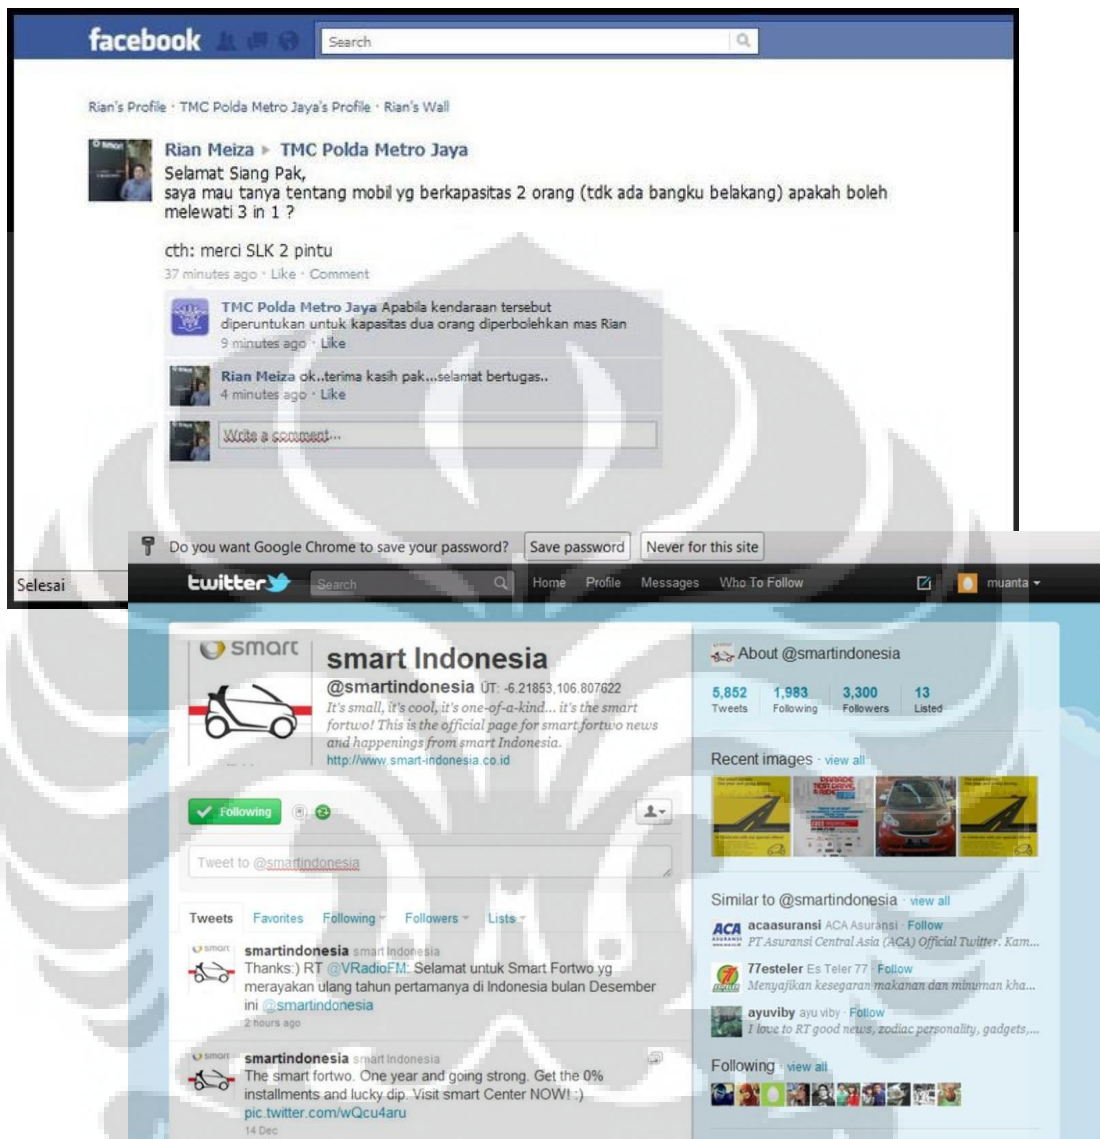 facebook
Search
Rian's Profile · TMC Polda Metro Jaya's Profile · Rian's Wall
Rian Meiza ▸ TMC Polda Metro Jaya
Selamat Siang Pak,
saya mau tanya tentang mobil yg berkapasitas 2 orang (tdk ada bangku belakang) apakah boleh
melewati 3 in 1 ?
cth: merci SLK 2 pintu
37 minutes ago · Like · Comment
TMC Polda Metro Jaya Apabila kendaraan tersebut
diperuntukan untuk kapasitas dua orang diperbolehkan mas Rian
9 minutes ago · Like
Rian Meiza ok..terima kasih pak...selamat bertugas..
4 minutes ago · Like
Write a comment...
Do you want Google Chrome to save your password? Save password Never for this site
Selesai
twitter Search Home Profile Messages Who To Follow muanta
smart
smart Indonesia
@smartindonesia ÜT: -6.21853,106.807622
It's small, it's cool, it's one-of-a-kind... it's the smart
fortwo! This is the official page for smart fortwo news
and happenings from smart Indonesia.
http://www.smart-indonesia.co.id
Following
Tweet to @smartindonesia
Tweets Favorites Following Followers Lists
smartindonesia smart Indonesia
Thanks:) RT @VRadioFM: Selamat untuk Smart Fortwo yg
merayakan ulang tahun pertamanya di Indonesia bulan Desember
ini @smartindonesia
2 hours ago
smartindonesia smart Indonesia
The smart fortwo. One year and going strong. Get the 0%
installments and lucky dip. Visit smart Center NOW! :)
pic.twitter.com/wQcu4aru
14 Dec
About @smartindonesia
5,852 1,983 3,300 13
Tweets Following Followers Listed
Recent images · view all
PARADE
TEST DRIVE
& RIDE
Similar to @smartindonesia · view all
ACA
ASURANSI
acaasuransi ACA Asuransi · Follow
PT Asuransi Central Asia (ACA) Official Twitter. Kam...
77esteler Es Teler 77 · Follow
Menyajikan kesegaran makanan dan minuman kha...
ayuviby ayu viby · Follow
I love to RT good news, zodiac personality, gadgets,...
Following · view all